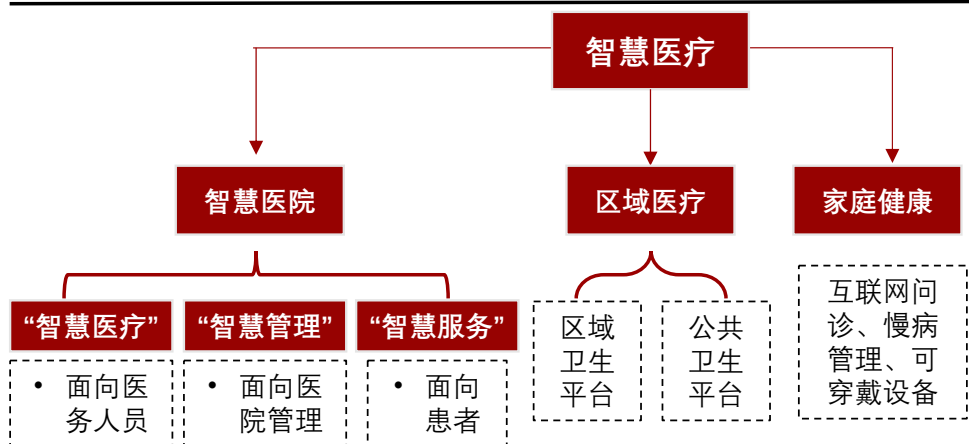 智慧医疗
智慧医院
区域医疗
家庭健康
“智慧医疗”
“智慧管理”
“智慧服务”
• 面向医
务人员
• 面向医
院管理
• 面向
患者
区域
卫生
平台
公共
卫生
平台
互联网问
诊、慢病
管理、可
穿戴设备